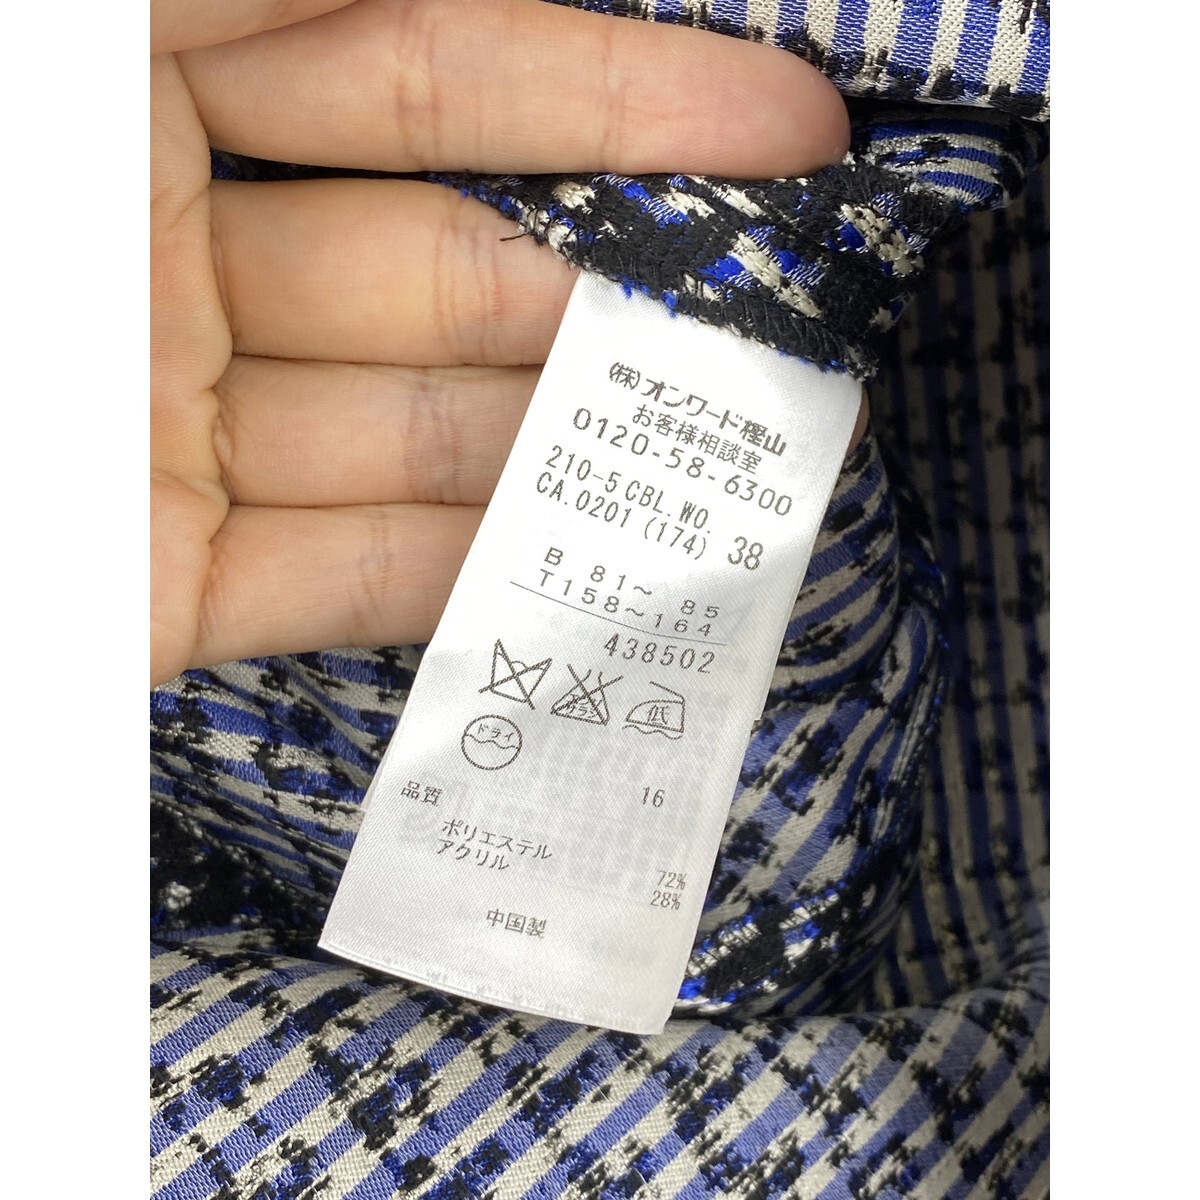 (株)オンワード樫山
お客様相談室
0120-58-6300
210-5 CBL.WO.
CA.0201 (174) 38
B 81～ 85
T158～164
438502
低
ドライ
品質 16
ポリエステル 72%
アクリル 28%
中国製